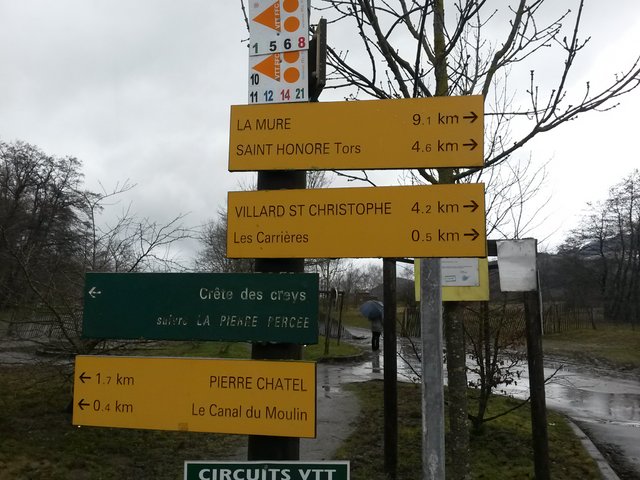 1 5 6 8
10
11 12 14 21
LA MURE 9.1 km →
SAINT HONORE Tors 4.6 km →
VILLARD ST CHRISTOPHE 4.2 km →
Les Carrières 0.5 km →
← Crête des creys
suivre LA PIERRE PERCEE
← 1.7 km PIERRE CHATEL
← 0.4 km Le Canal du Moulin
CIRCUITS VTT